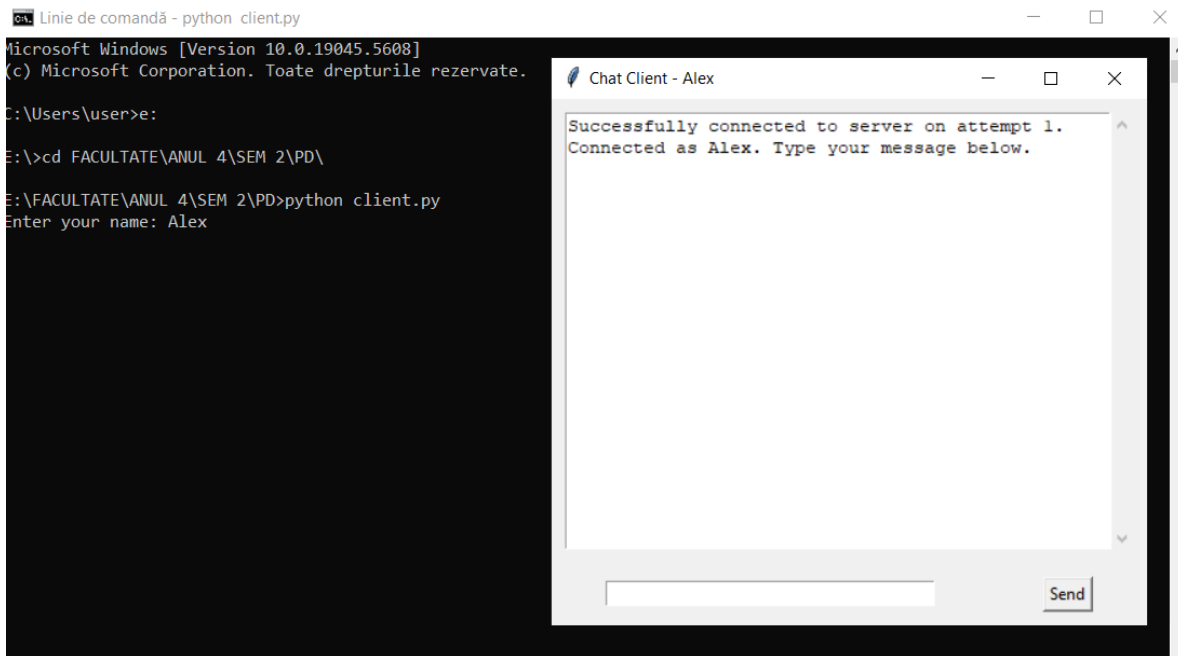 Linie de comandă - python client.py
Microsoft Windows [Version 10.0.19045.5608]
(c) Microsoft Corporation. Toate drepturile rezervate.
C:\Users\user>e:
E:\>cd FACULTATE\ANUL 4\SEM 2\PD\
E:\FACULTATE\ANUL 4\SEM 2\PD>python client.py
Enter your name: Alex
Chat Client - Alex
Successfully connected to server on attempt 1.
Connected as Alex. Type your message below.
Send